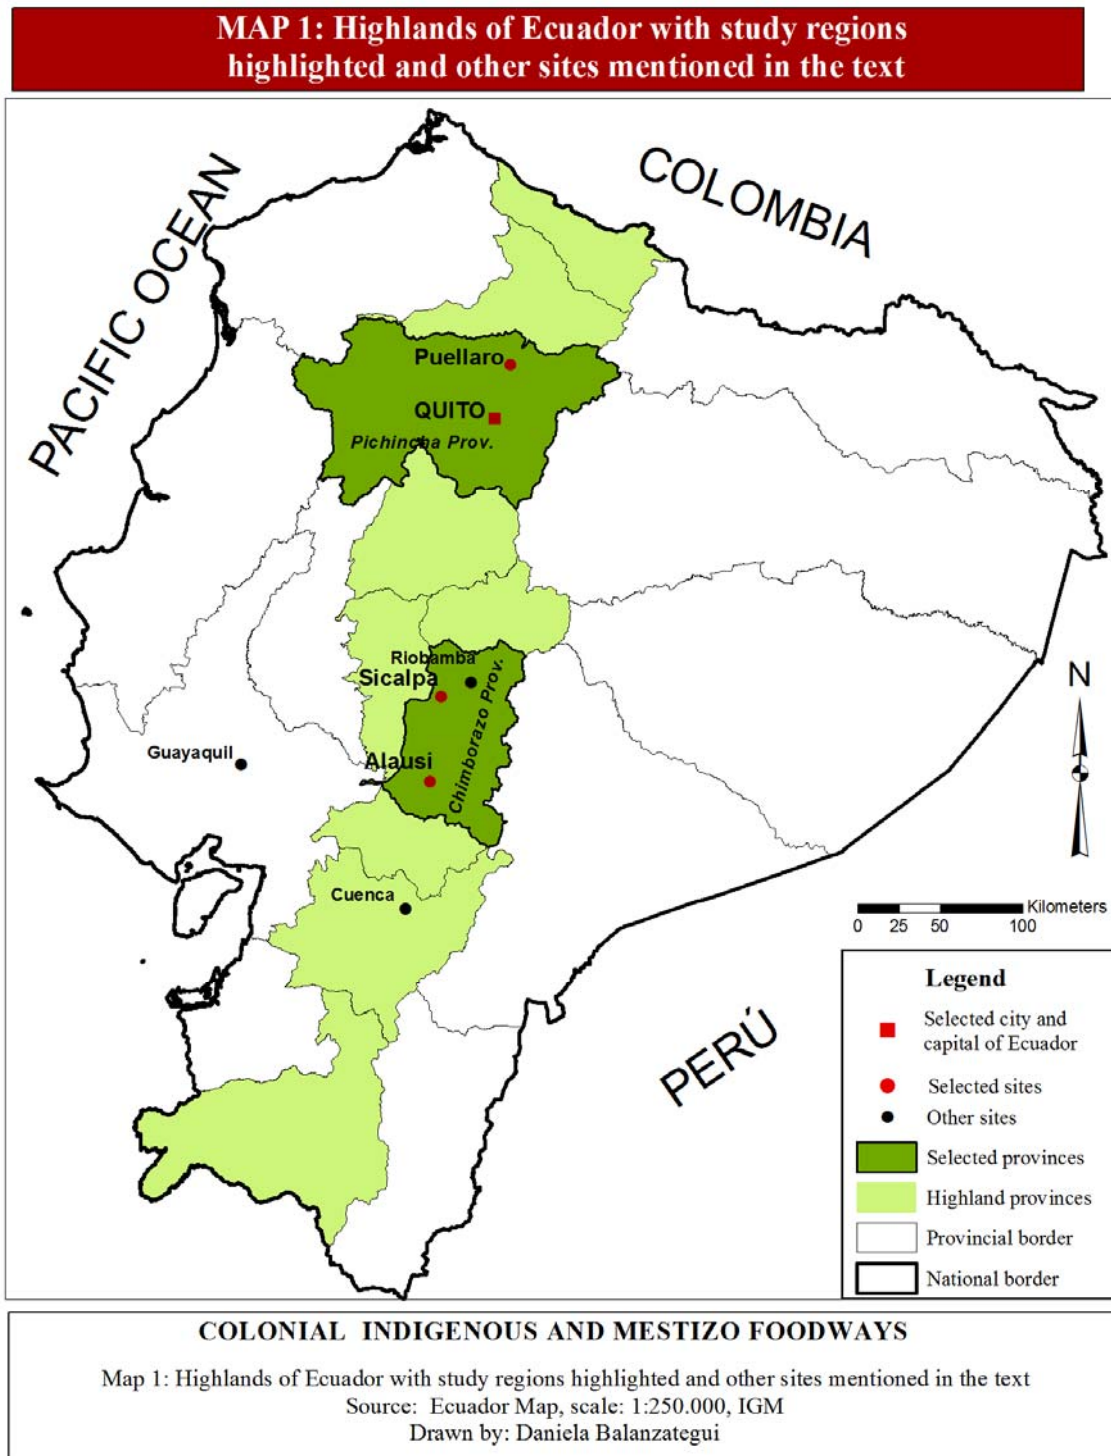 MAP 1: Highlands of Ecuador with study regions
highlighted and other sites mentioned in the text
COLOMBIA
PACIFIC OCEAN
Puellaro
QUITO
Pichincha Prov.
Riobamba
Sicalpa
Chimborazo Prov.
Guayaquil
Alausi
Cuenca
PERÚ
N
Kilometers
0 25 50 100
Legend
Selected city and
capital of Ecuador
Selected sites
Other sites
Selected provinces
Highland provinces
Provincial border
National border
COLONIAL INDIGENOUS AND MESTIZO FOODWAYS
Map 1: Highlands of Ecuador with study regions highlighted and other sites mentioned in the text
Source: Ecuador Map, scale: 1:250.000, IGM
Drawn by: Daniela Balanzategui